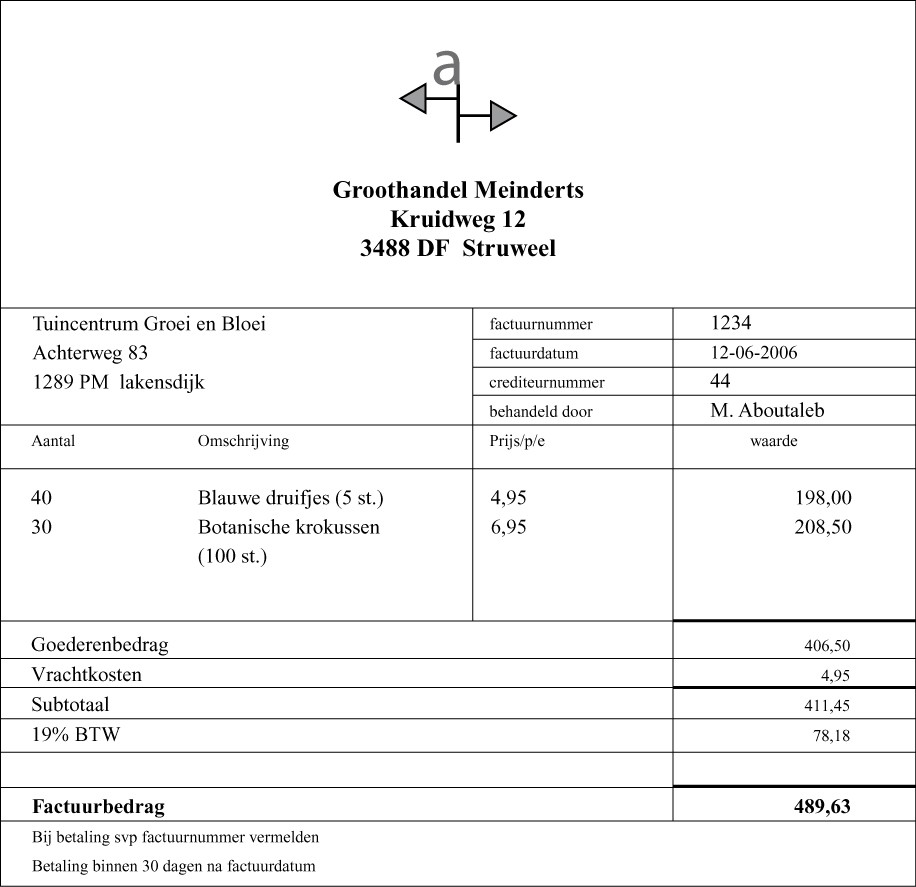 a
Groothandel Meinderts
Kruidweg 12
3488 DF  Struweel
Tuincentrum Groei en Bloei
Achterweg 83
1289 PM  lakensdijk
factuurnummer 1234
factuurdatum 12-06-2006
crediteurnummer 44
behandeld door M. Aboutaleb
Aantal Omschrijving Prijs/p/e waarde
40 Blauwe druifjes (5 st.) 4,95 198,00
30 Botanische krokussen 6,95 208,50
(100 st.)
Goederenbedrag 406,50
Vrachtkosten 4,95
Subtotaal 411,45
19% BTW 78,18
Factuurbedrag 489,63
Bij betaling svp factuurnummer vermelden
Betaling binnen 30 dagen na factuurdatum